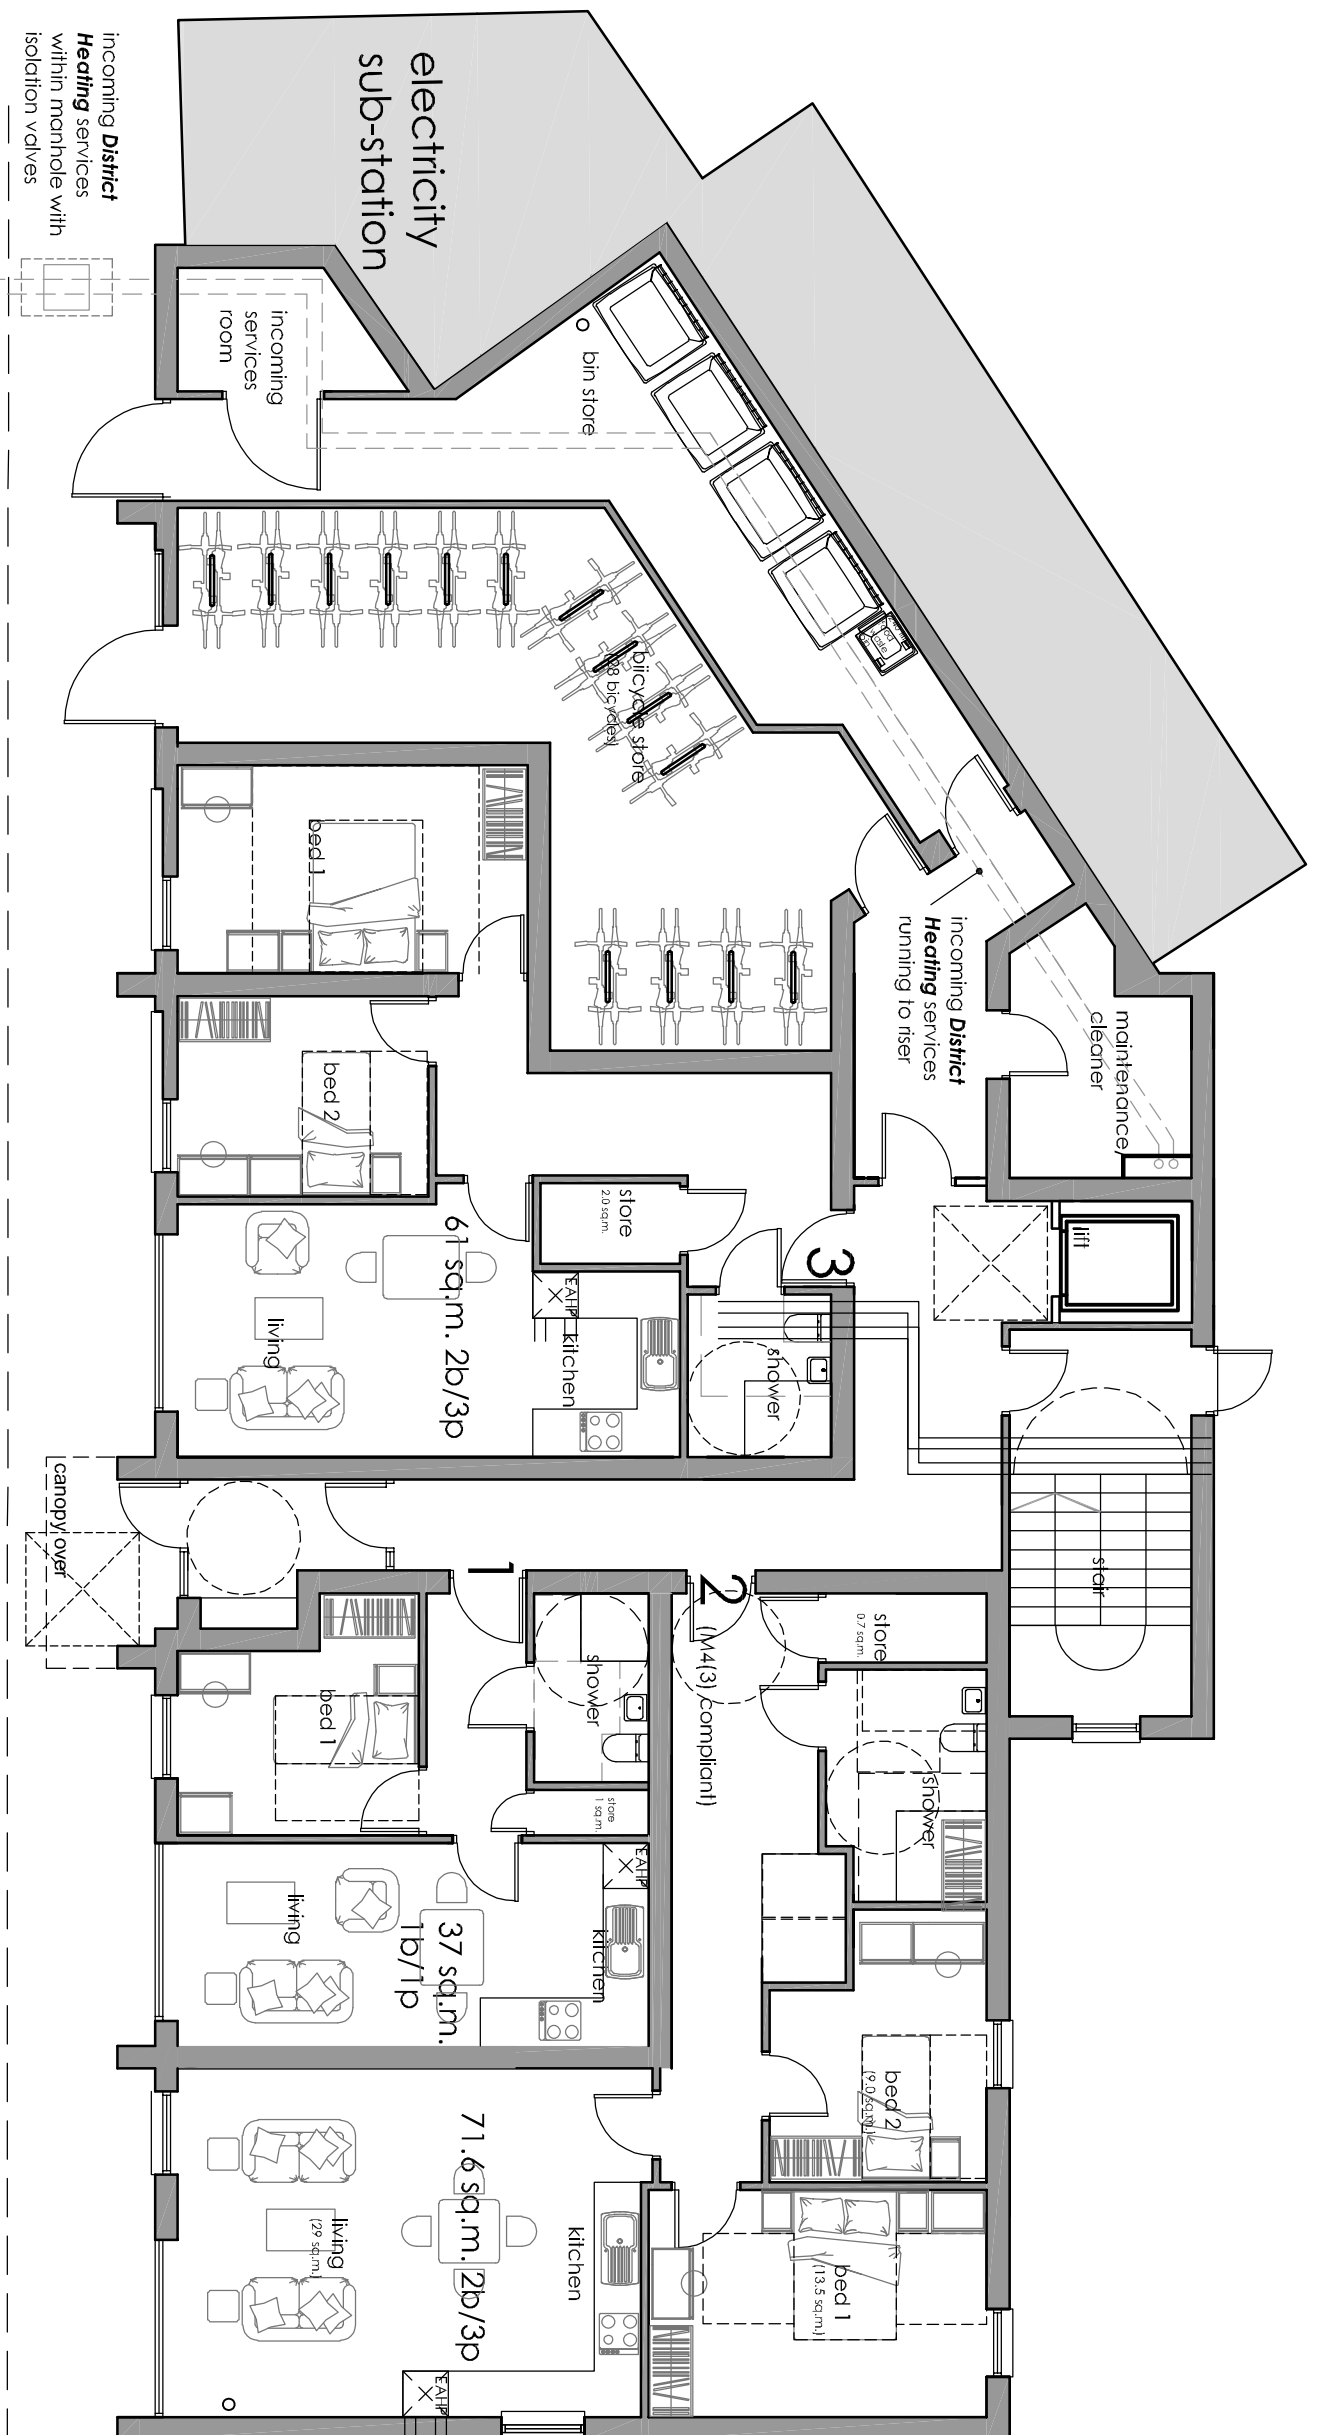 electricity
sub-station
incoming District
Heating services
within manhole with
isolation valves
incoming
services
room
bin store
bicycle store
(28 bicycles)
incoming District
Heating services
running to riser
maintenance/
cleaner
lift
stair
bed 1
bed 2
store
2.0 sq.m.
3
61 sq.m. 2b/3p
EAHP
kitchen
living
shower
canopy over
1
2
(M4(3) compliant)
store
0.7 sq.m.
shower
shower
store
1 sq.m.
bed 1
EAHP
kitchen
living
37 sq.m.
1b/1p
bed 2
(9.0 sq.m.)
bed 1
(13.5 sq.m.)
71.6 sq.m. 2b/3p
kitchen
living
(29 sq.m.)
EAHP